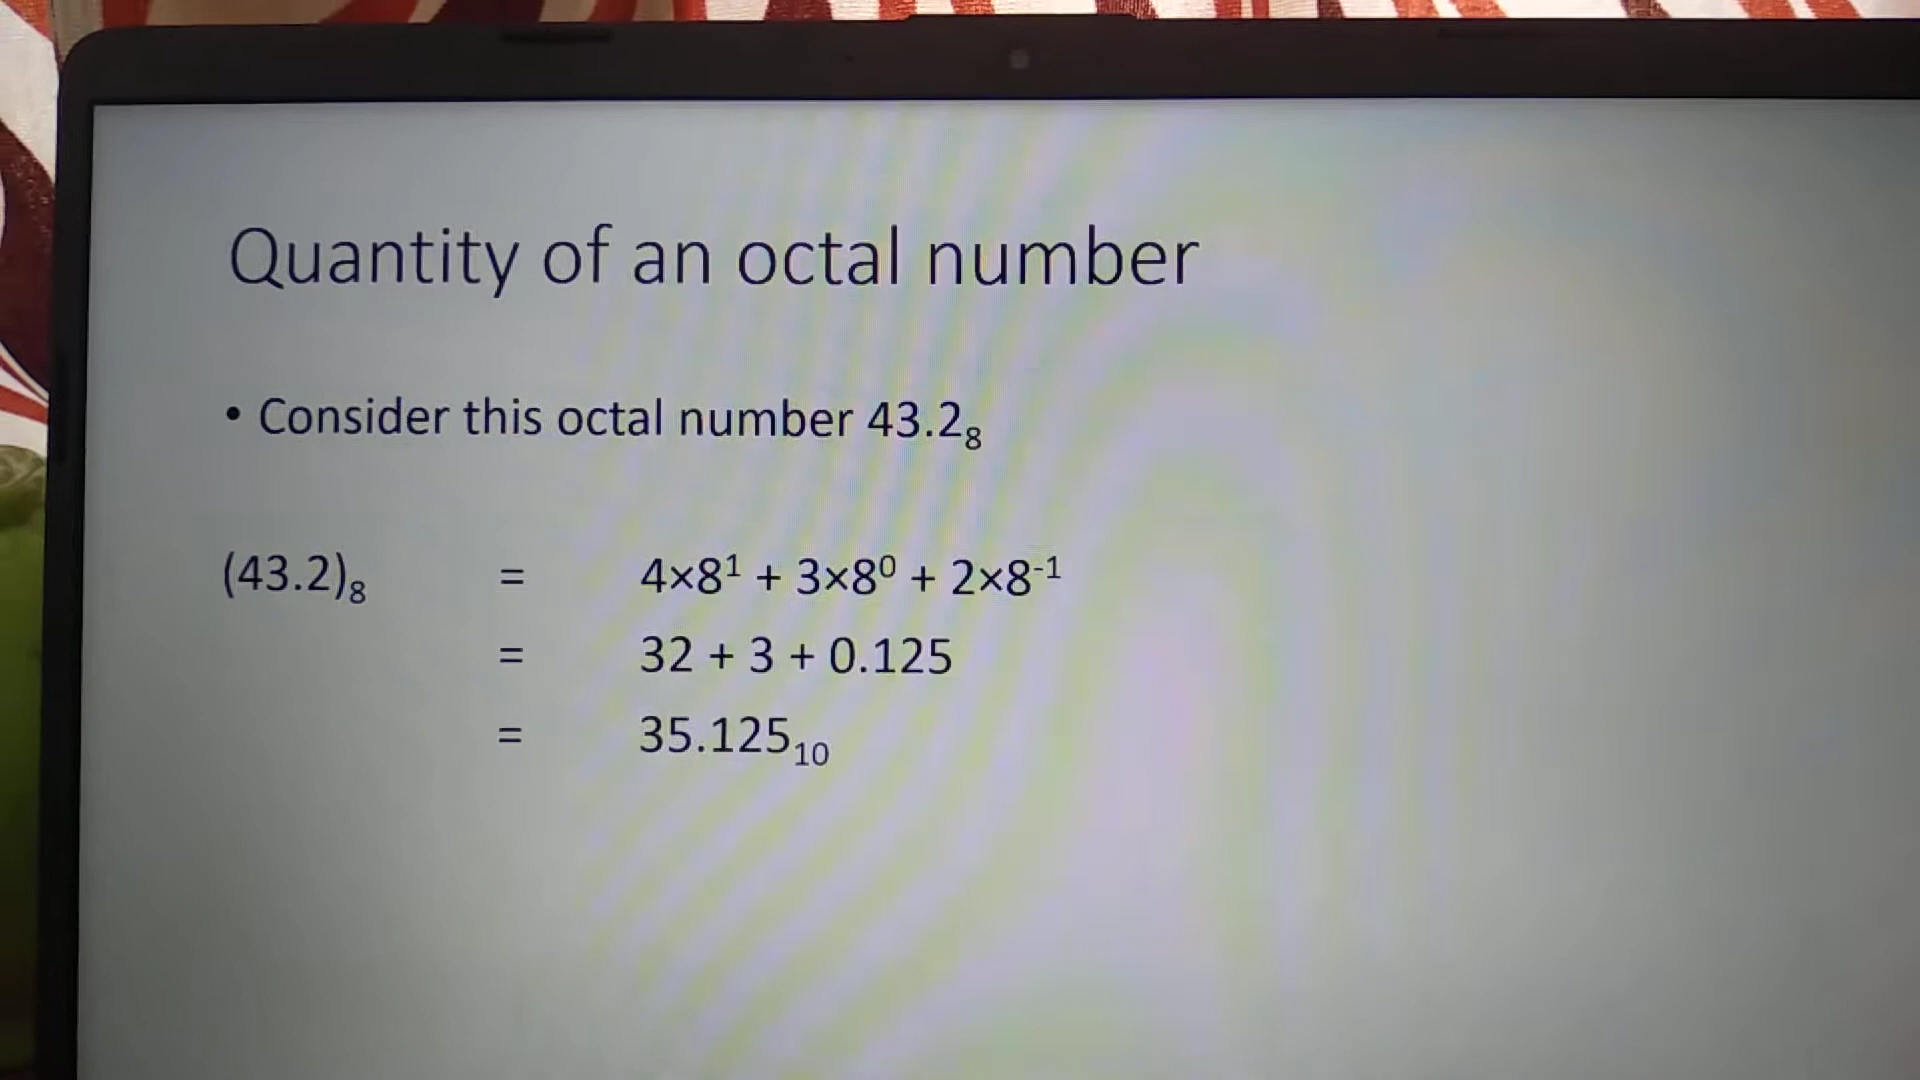 Quantity of an octal number
• Consider this octal number 43.2₈
(43.2)₈ = 4×8¹ + 3×8⁰ + 2×8⁻¹
= 32 + 3 + 0.125
= 35.125₁₀